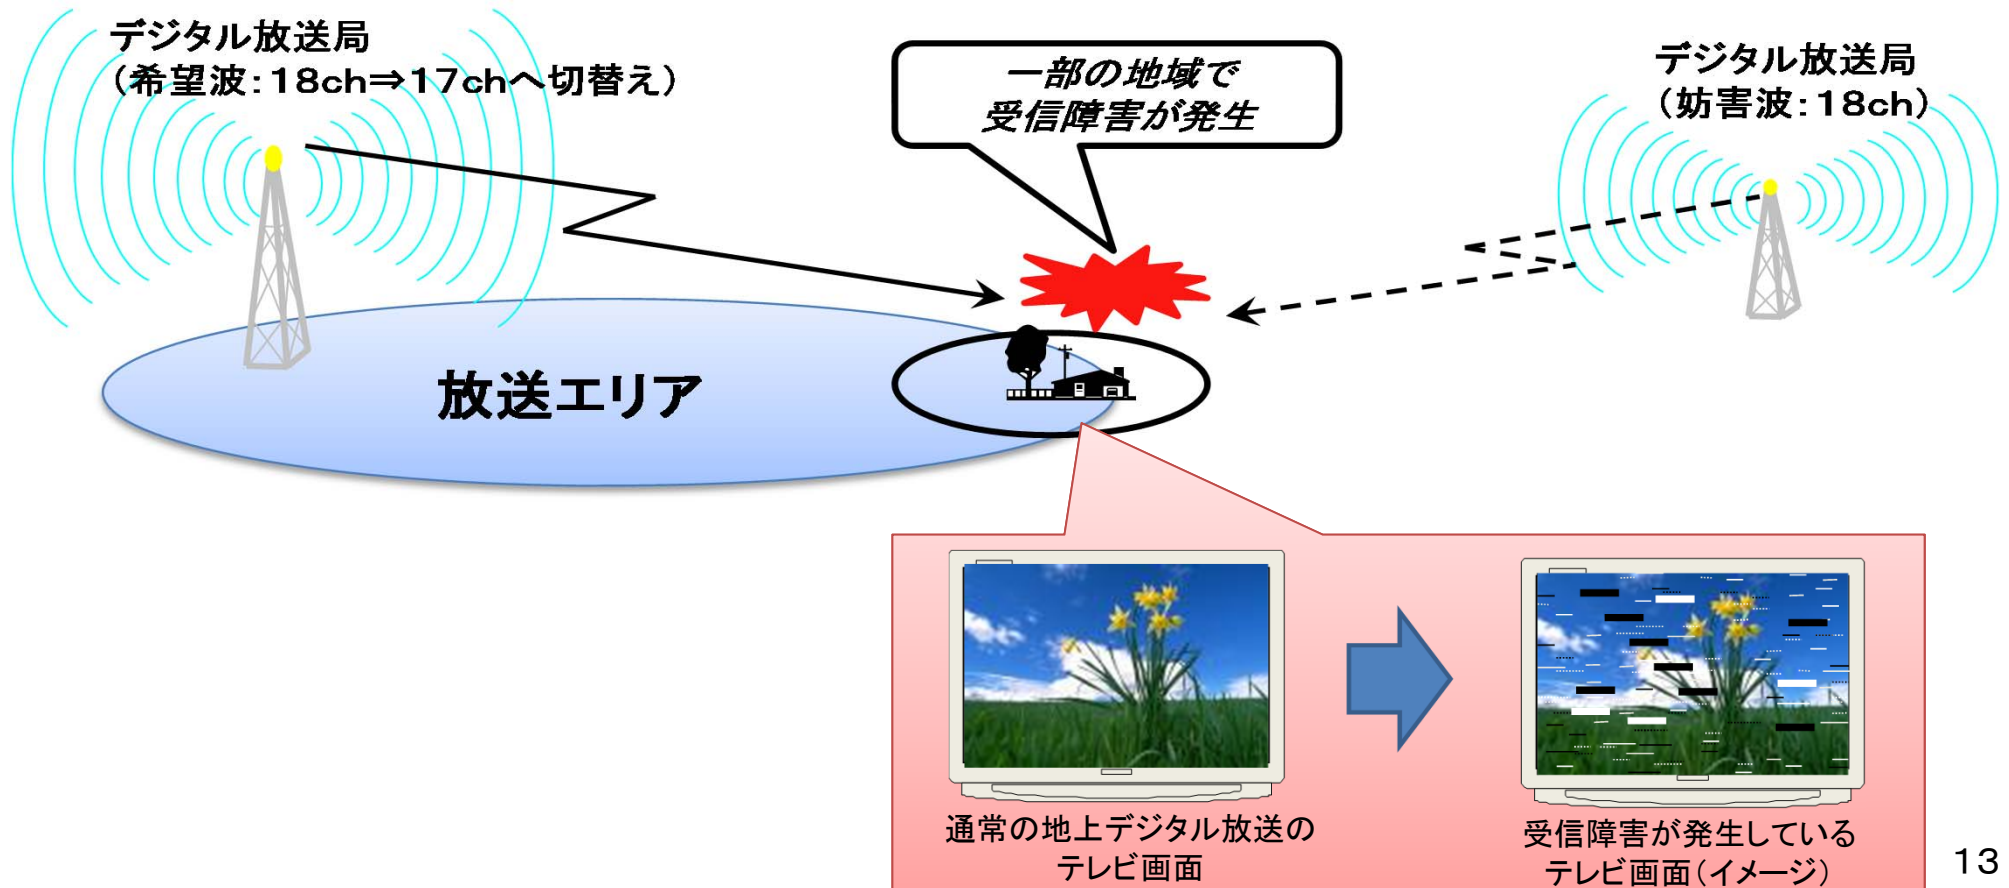 デジタル放送局
（希望波：18ch⇒17chへ切替え）
一部の地域で
受信障害が発生
デジタル放送局
（妨害波：18ch）
放送エリア
通常の地上デジタル放送の
テレビ画面
受信障害が発生している
テレビ画面（イメージ）
13